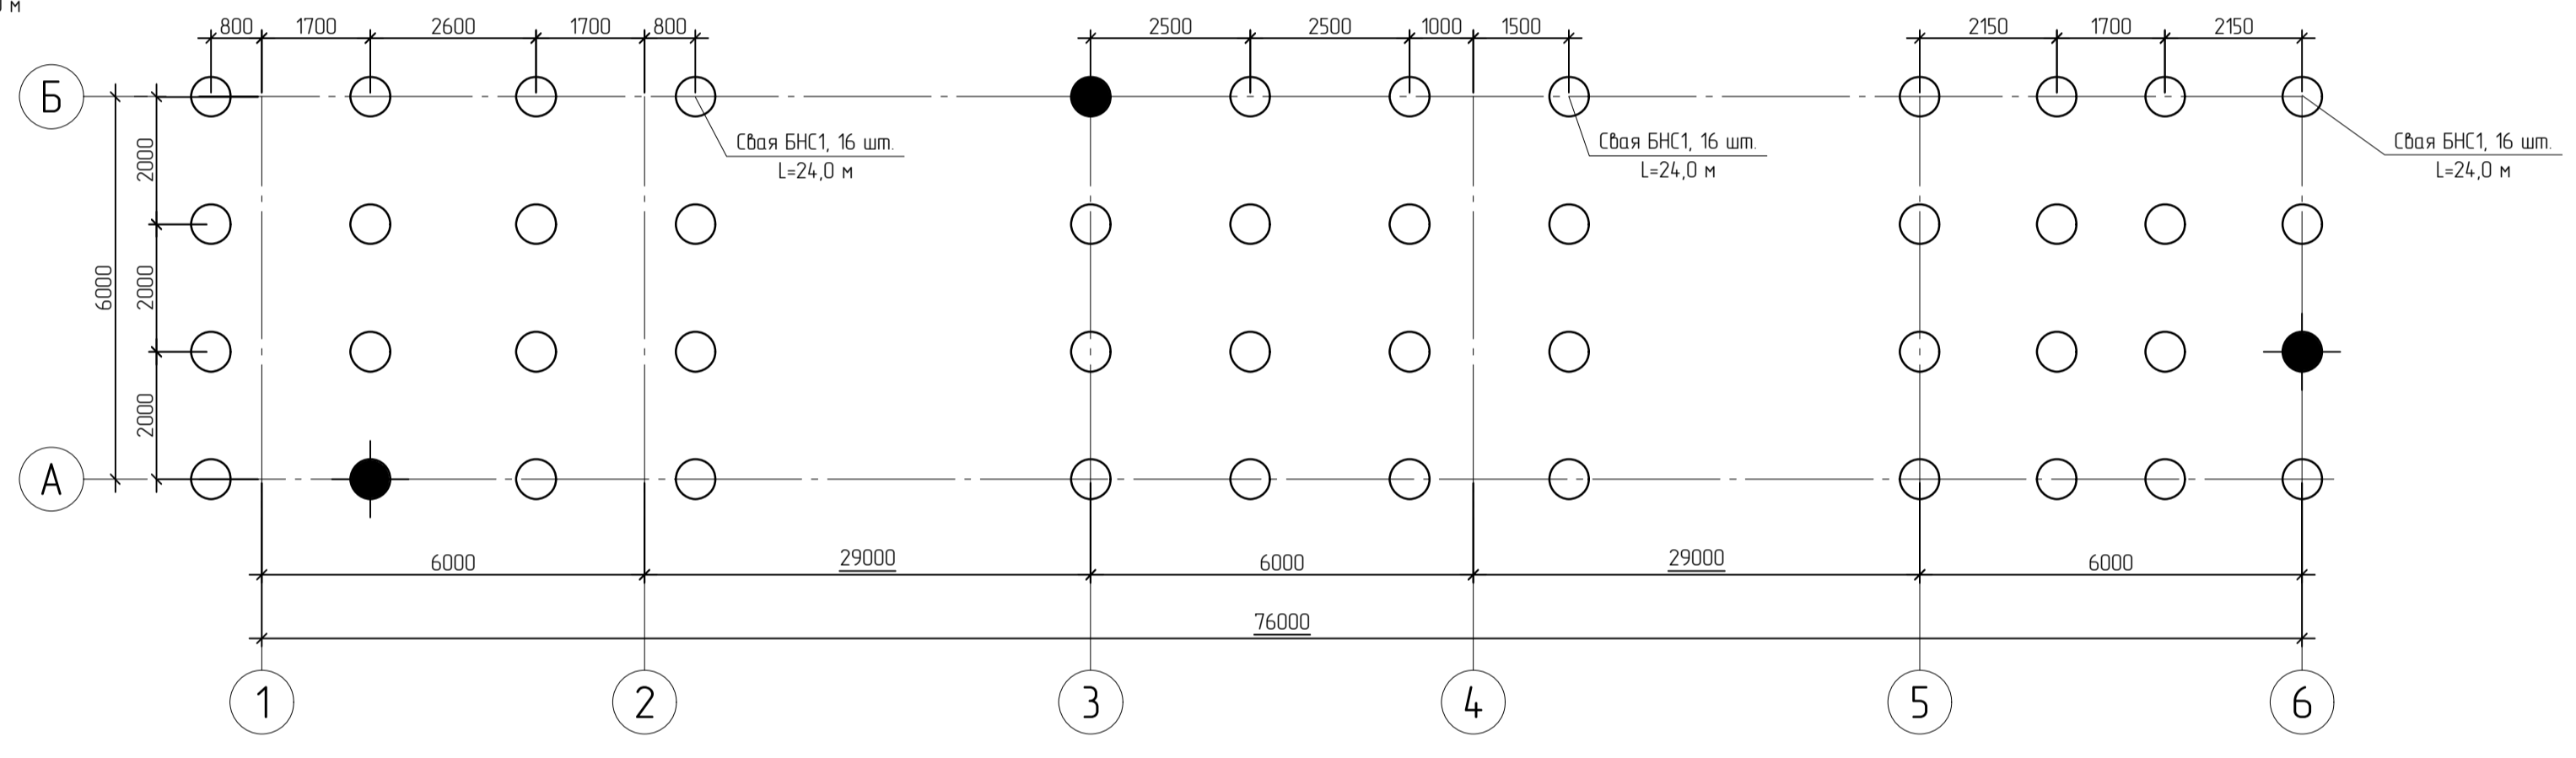 м
800 1700 2600 1700 800 2500 2500 1000 1500 2150 1700 2150
Б
Свая БНС1, 16 шт.
L=24,0 м
Свая БНС1, 16 шт.
L=24,0 м
Свая БНС1, 16 шт.
L=24,0 м
2000
6000
2000
2000
А
6000 29000 6000 29000 6000
76000
1 2 3 4 5 6